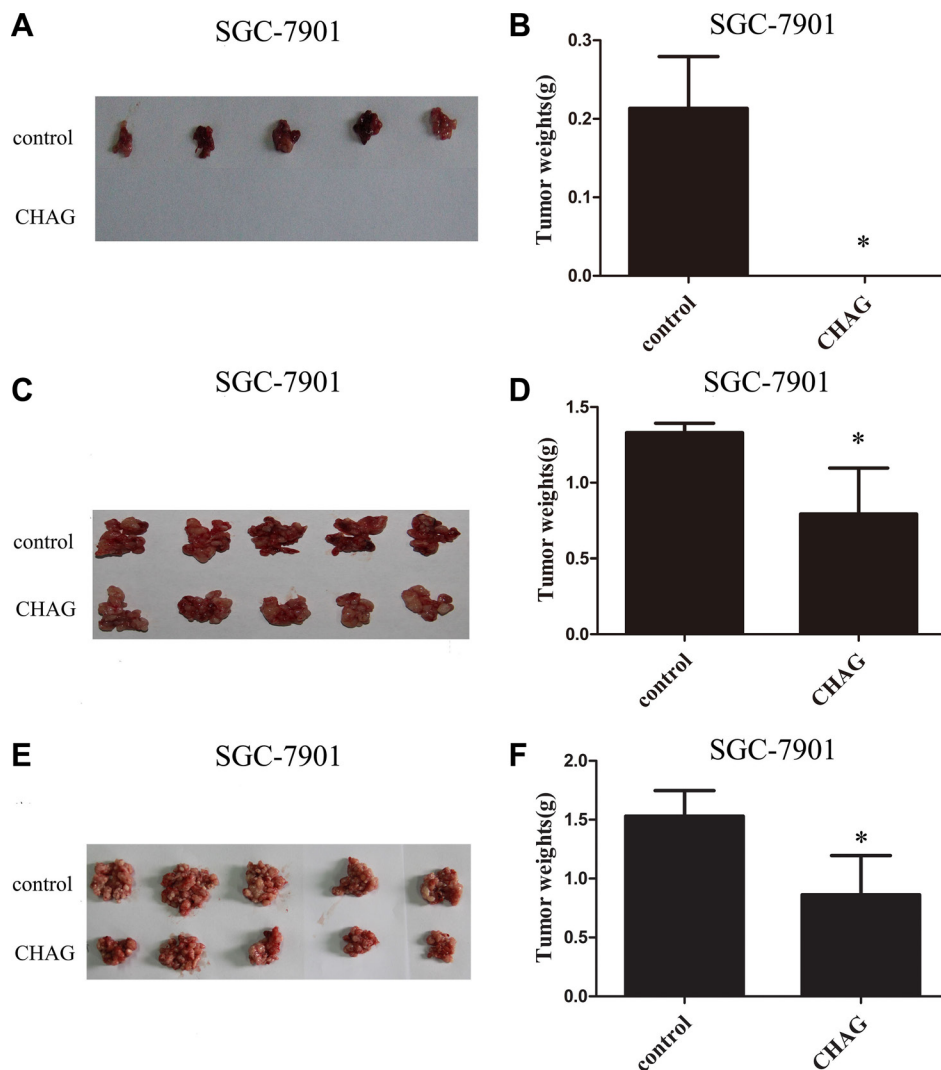 A
SGC-7901
control
CHAG
B
SGC-7901
Tumor weights(g)
0.3
0.2
0.1
0.0
*
control
CHAG
C
SGC-7901
control
CHAG
D
SGC-7901
Tumor weights(g)
1.5
1.0
0.5
0.0
*
control
CHAG
E
SGC-7901
control
CHAG
F
SGC-7901
Tumor weights(g)
2.0
1.5
1.0
0.5
0.0
*
control
CHAG